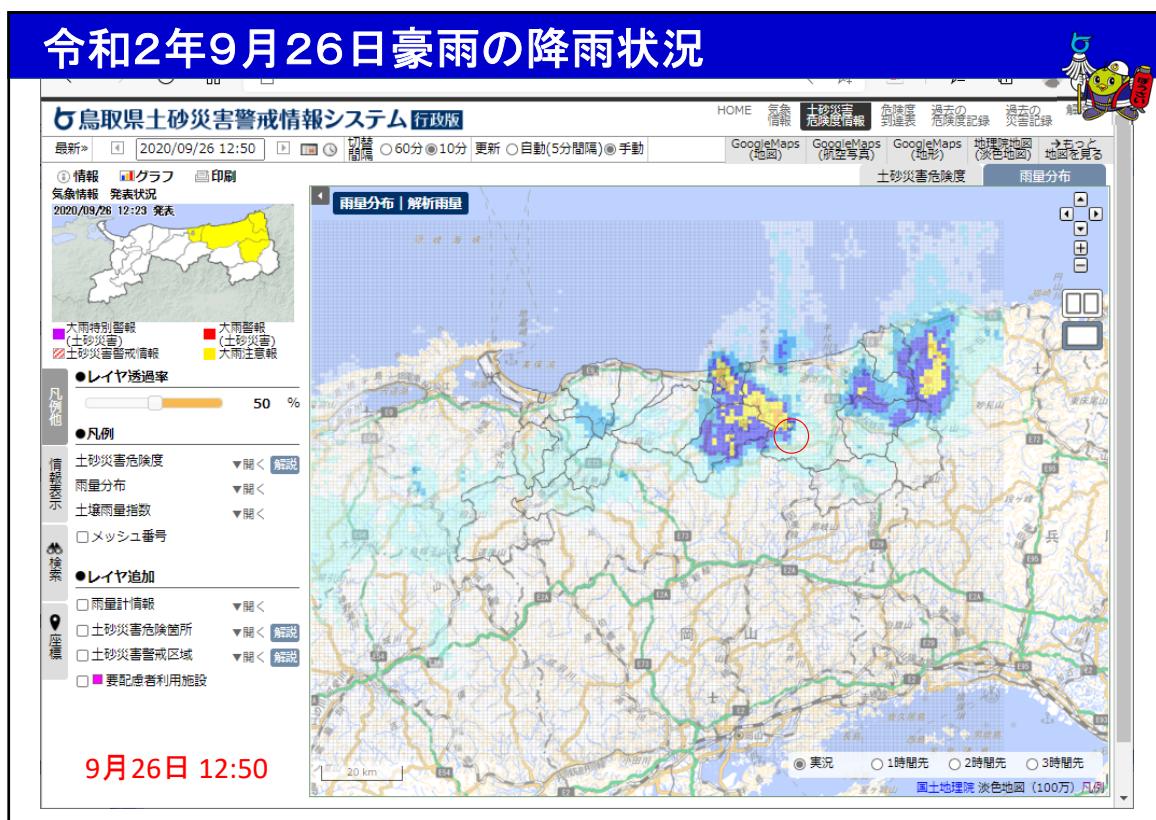 令和2年9月26日豪雨の降雨状況
鳥取県土砂災害警戒情報システム 行政版
HOME 気象情報 土砂災害危険度情報 危険度到達表 過去の危険度記録 過去の災害記録
最新» 2020/09/26 12:50 切替間隔 60分 10分 更新 自動(5分間隔) 手動
GoogleMaps(地図) GoogleMaps(航空写真) GoogleMaps(地形) 地理院地図(淡色地図) →もっと地図を見る
情報 グラフ 印刷
土砂災害危険度 雨量分布
気象情報 発表状況
2020/09/26 12:23 発表
雨量分布 | 解析雨量
大雨特別警報(土砂災害) 大雨警報(土砂災害)
土砂災害警戒情報 大雨注意報
凡例他
●レイヤ透過率
50 %
●凡例
情報表示
土砂災害危険度 ▼開く 解説
雨量分布 ▼開く
土壌雨量指数 ▼開く
メッシュ番号
検索
●レイヤ追加
雨量計情報 ▼開く
座標
土砂災害危険箇所 ▼開く 解説
土砂災害警戒区域 ▼開く 解説
要配慮者利用施設
9月26日 12:50
岡 山
兵
20 km
実況 1時間先 2時間先 3時間先
国土地理院 淡色地図(100万) 凡例